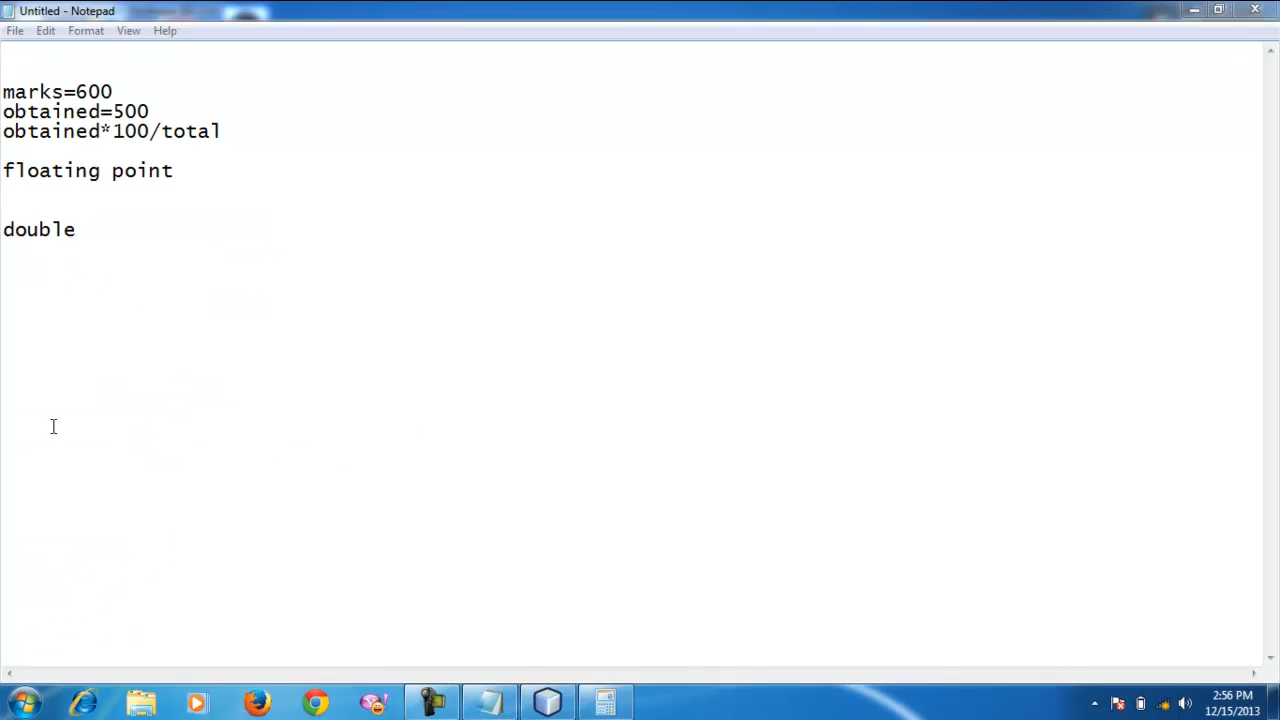 Untitled - Notepad
File Edit Format View Help
marks=600
obtained=500
obtained*100/total
floating point
double
2:56 PM
12/15/2013